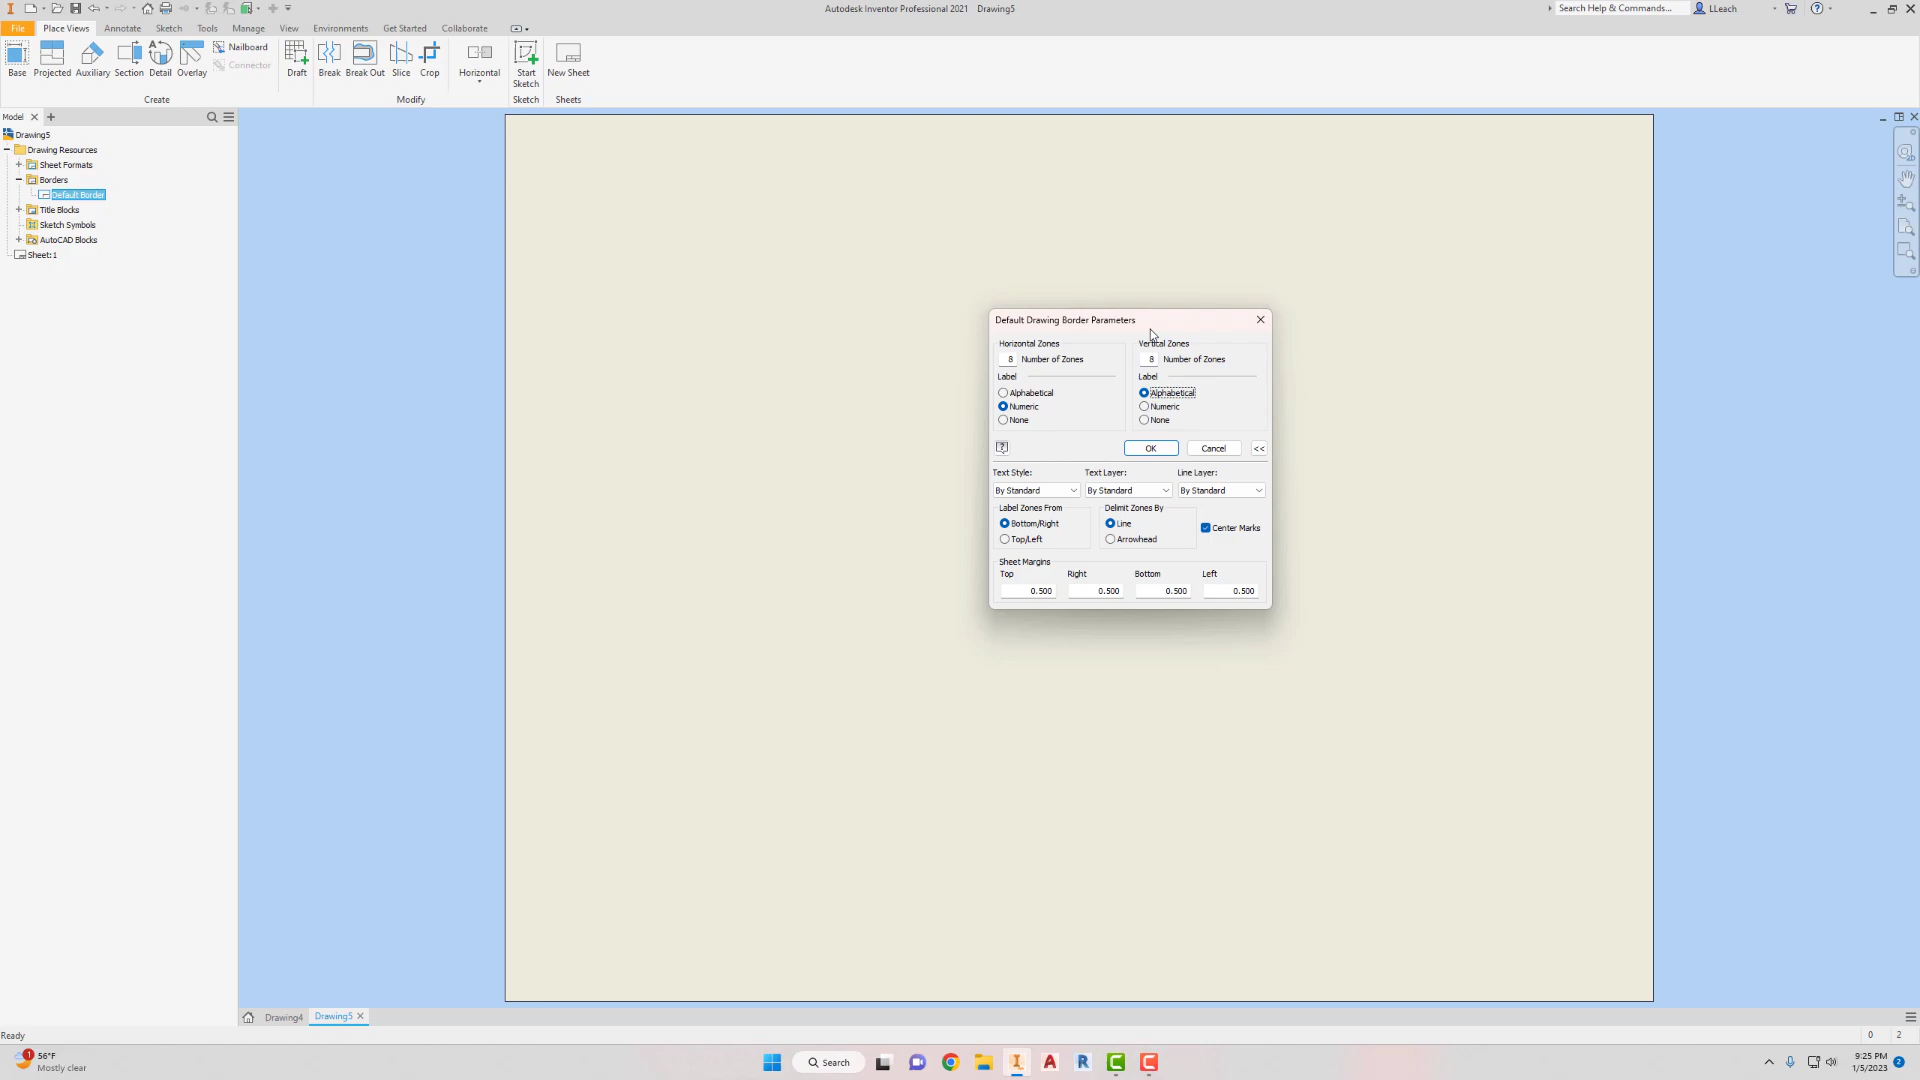 Autodesk Inventor Professional 2021 Drawing5
Search Help & Commands...
LLeach
File Place Views Annotate Sketch Tools Manage View Environments Get Started Collaborate
Base Projected Auxiliary Section Detail Overlay
Nailboard
Connector
Draft Break Break Out Slice Crop Horizontal
Start
Sketch
New Sheet
Create Modify Sketch Sheets
Model
Drawing5
Drawing Resources
Sheet Formats
Borders
Default Border
Title Blocks
Sketch Symbols
AutoCAD Blocks
Sheet:1
Default Drawing Border Parameters
Horizontal Zones Vertical Zones
8 Number of Zones 8 Number of Zones
Label Label
Alphabetical Alphabetical
Numeric Numeric
None None
OK Cancel <<
Text Style: Text Layer: Line Layer:
By Standard By Standard By Standard
Label Zones From Delimit Zones By
Bottom/Right Line Center Marks
Top/Left Arrowhead
Sheet Margins
Top Right Bottom Left
0.500 0.500 0.500 0.500
Drawing4 Drawing5
Ready 0 2
1
56°F
Mostly clear
Search
9:25 PM
1/5/2023
2